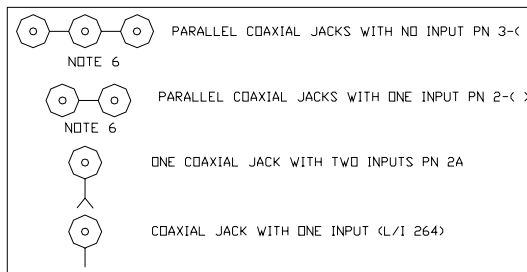 PARALLEL COAXIAL JACKS WITH NO INPUT PN 3-(
NOTE 6
PARALLEL COAXIAL JACKS WITH ONE INPUT PN 2-( )
NOTE 6
ONE COAXIAL JACK WITH TWO INPUTS PN 2A
COAXIAL JACK WITH ONE INPUT (L/I 264)